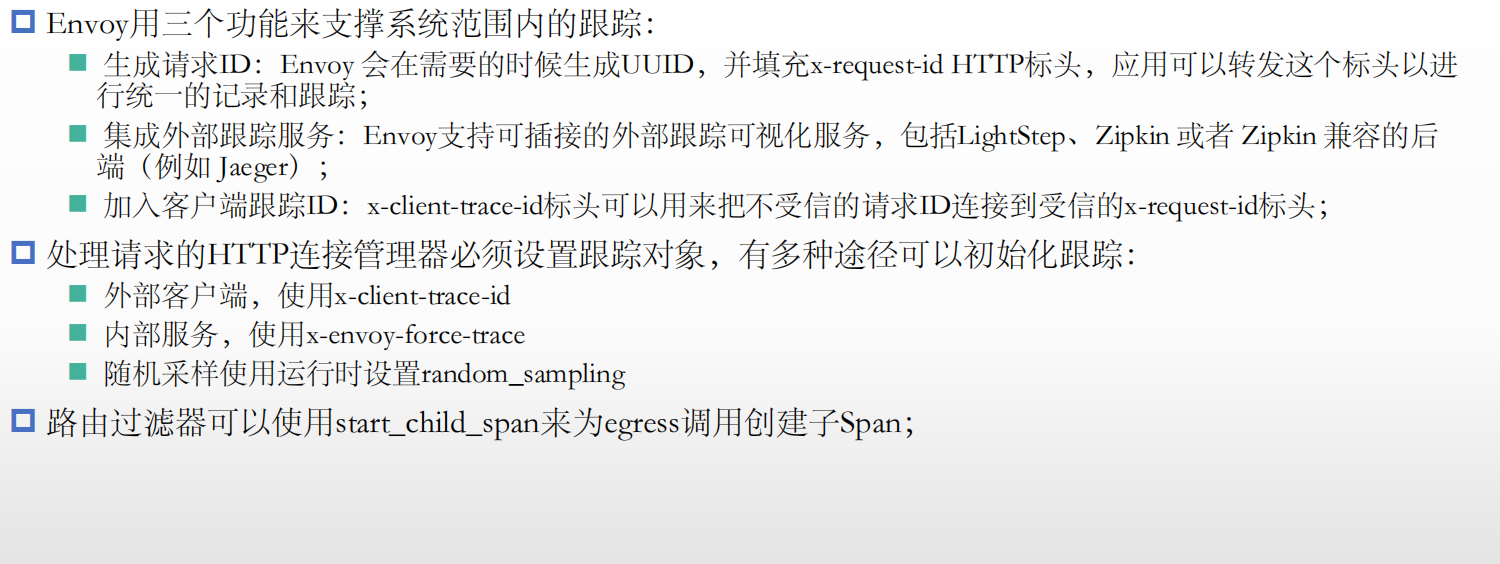 Envoy用三个功能来支撑系统范围内的跟踪：
生成请求ID：Envoy 会在需要的时候生成UUID，并填充x-request-id HTTP标头，应用可以转发这个标头以进
行统一的记录和跟踪；
集成外部跟踪服务：Envoy支持可插接的外部跟踪可视化服务，包括LightStep、Zipkin 或者 Zipkin 兼容的后
端（例如 Jaeger）；
加入客户端跟踪ID：x-client-trace-id标头可以用来把不受信的请求ID连接到受信的x-request-id标头；
处理请求的HTTP连接管理器必须设置跟踪对象，有多种途径可以初始化跟踪：
外部客户端，使用x-client-trace-id
内部服务，使用x-envoy-force-trace
随机采样使用运行时设置random_sampling
路由过滤器可以使用start_child_span来为egress调用创建子Span；